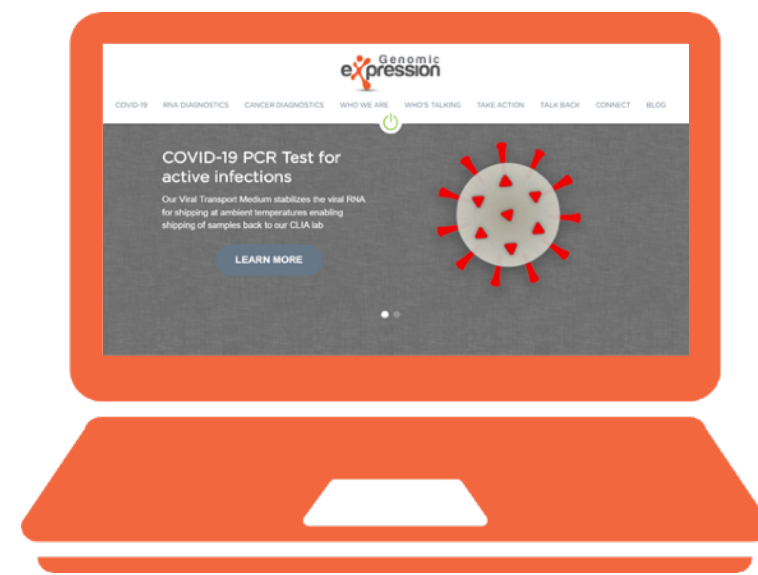 Genomic
eXpression
COVID-19 RNA DIAGNOSTICS CANCER DIAGNOSTICS WHO WE ARE WHO'S TALKING TAKE ACTION TALK BACK CONNECT BLOG
COVID-19 PCR Test for
active infections
Our Viral Transport Medium stabilizes the viral RNA
for shipping at ambient temperatures enabling
shipping of samples back to our CLIA lab
LEARN MORE